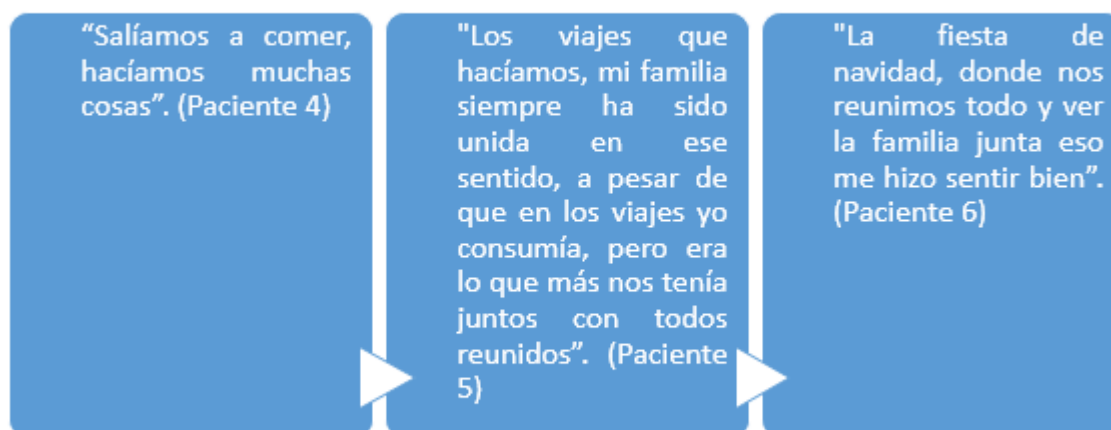 “Salíamos a comer,
hacíamos muchas
cosas”. (Paciente 4)
"Los viajes que
hacíamos, mi familia
siempre ha sido
unida en ese
sentido, a pesar de
que en los viajes yo
consumía, pero era
lo que más nos tenía
juntos con todos
reunidos”. (Paciente
5)
"La fiesta de
navidad, donde nos
reunimos todo y ver
la familia junta eso
me hizo sentir bien”.
(Paciente 6)